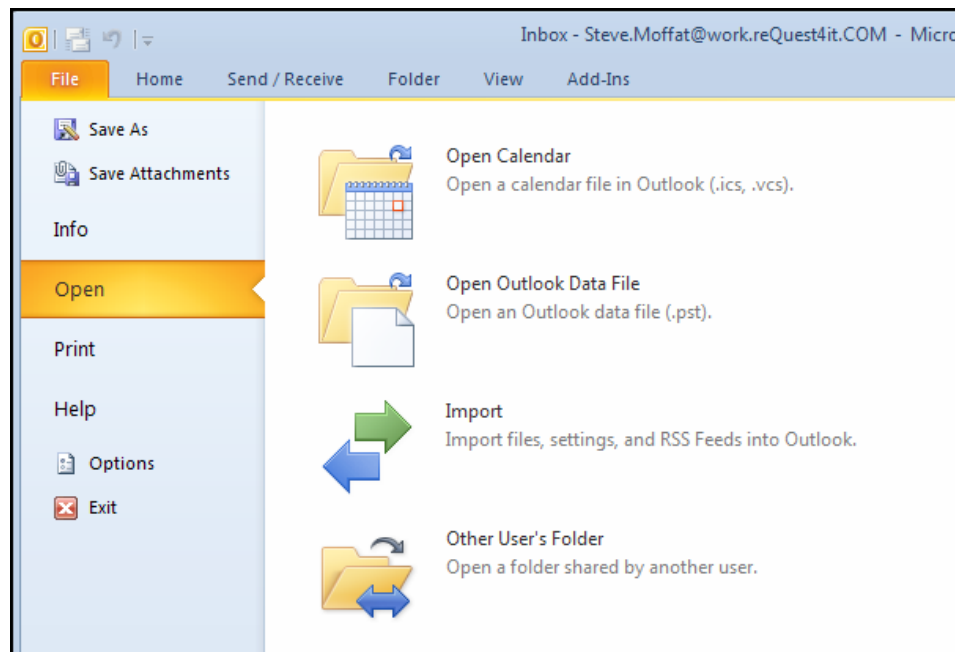 Inbox - Steve.Moffat@work.reQuest4it.COM - Micro
File Home Send / Receive Folder View Add-Ins
Save As
Save Attachments
Info
Open
Print
Help
Options
Exit
Open Calendar
Open a calendar file in Outlook (.ics, .vcs).
Open Outlook Data File
Open an Outlook data file (.pst).
Import
Import files, settings, and RSS Feeds into Outlook.
Other User's Folder
Open a folder shared by another user.